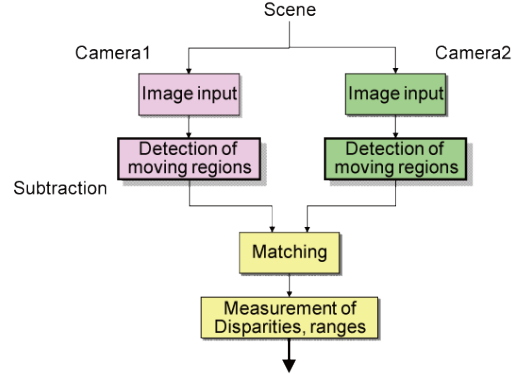 Scene
Camera1
Camera2
Image input
Image input
Detection of
moving regions
Detection of
moving regions
Subtraction
Matching
Measurement of
Disparities, ranges